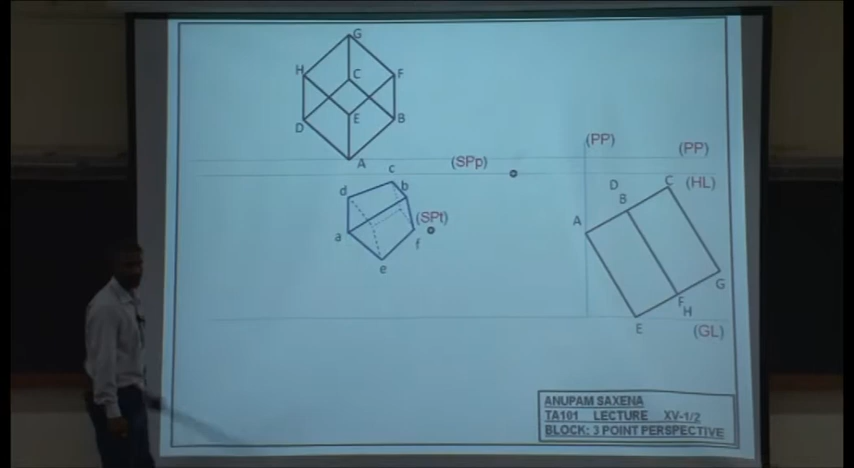 G
H
C
F
E
D
B
A
(SPp)
(PP)
(PP)
c
d
b
(SPt)
a
f
e
(HL)
D
C
B
A
G
F
H
E
(GL)
ANUPAM SAXENA
TA101 LECTURE XV-1/2
BLOCK: 3 POINT PERSPECTIVE